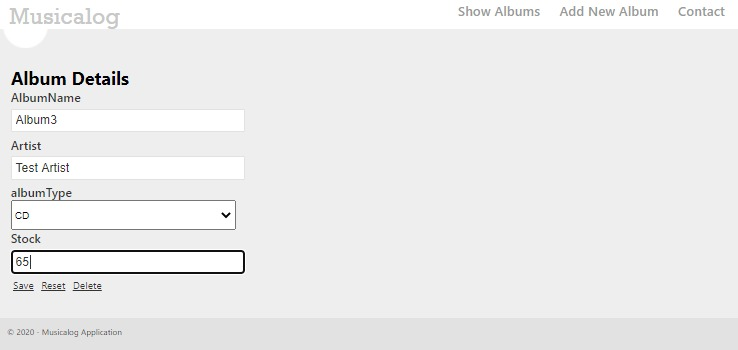 Musicalog
Show Albums Add New Album Contact
Album Details
AlbumName
Album3
Artist
Test Artist
albumType
CD
Stock
65
Save Reset Delete
© 2020 - Musicalog Application